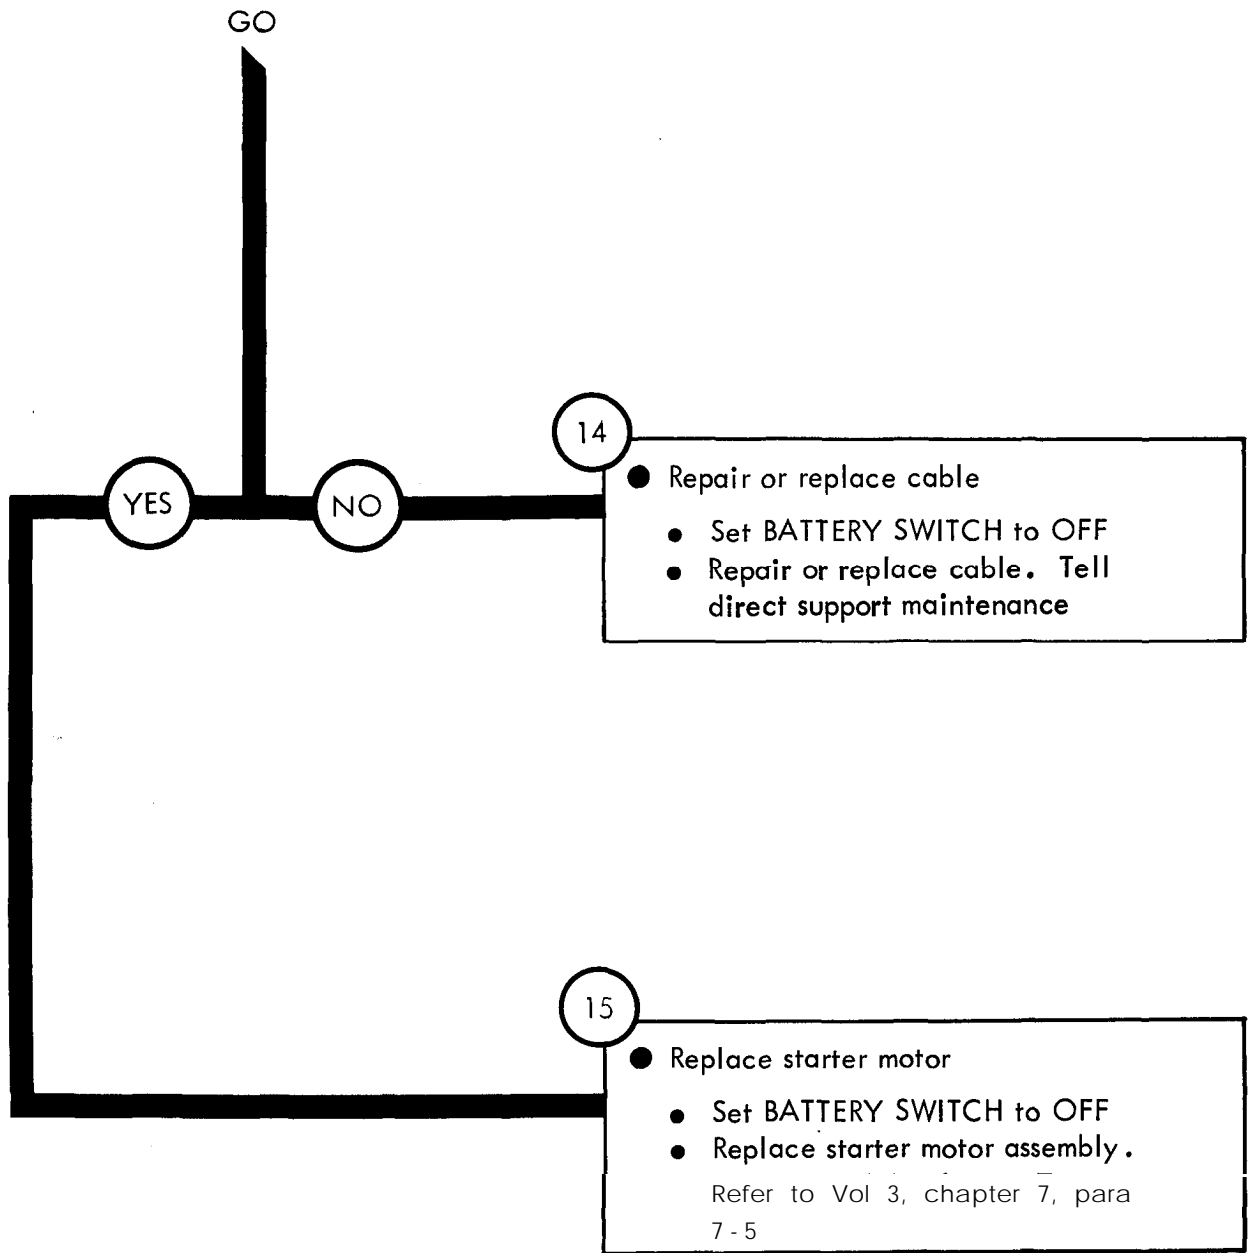 GO
YES
NO
14
● Repair or replace cable
● Set BATTERY SWITCH to OFF
● Repair or replace cable. Tell
direct support maintenance
15
● Replace starter motor
● Set BATTERY SWITCH to OFF
● Replace starter motor assembly.
Refer to Vol 3, chapter 7, para
7-5